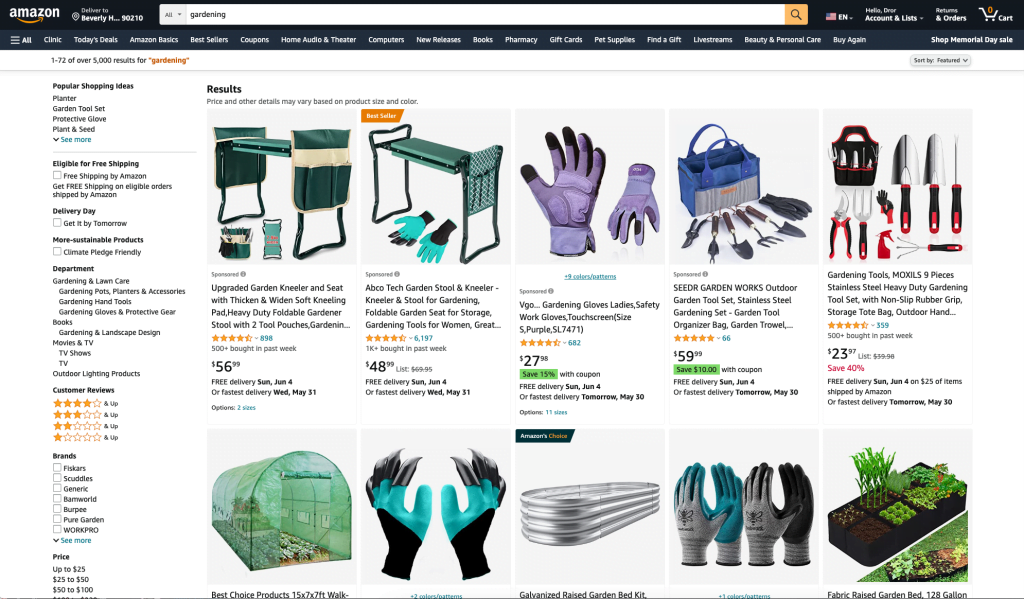 amazon
Deliver to
Beverly H... 90210
All
gardening
EN
Hello, Dror
Account & Lists
Returns
& Orders
0
Cart
All
Clinic
Today's Deals
Amazon Basics
Best Sellers
Coupons
Home Audio & Theater
Computers
New Releases
Books
Pharmacy
Gift Cards
Pet Supplies
Find a Gift
Livestreams
Beauty & Personal Care
Buy Again
Shop Memorial Day sale
1-72 of over 5,000 results for "gardening"
Sort by: Featured
Popular Shopping Ideas
Planter
Garden Tool Set
Protective Glove
Plant & Seed
See more
Eligible for Free Shipping
Free Shipping by Amazon
Get FREE Shipping on eligible orders
shipped by Amazon
Delivery Day
Get It by Tomorrow
More-sustainable Products
Climate Pledge Friendly
Department
Gardening & Lawn Care
Gardening Pots, Planters & Accessories
Gardening Hand Tools
Gardening Gloves & Protective Gear
Books
Gardening & Landscape Design
Movies & TV
TV Shows
TV
Outdoor Lighting Products
Customer Reviews
& Up
& Up
& Up
& Up
Brands
Fiskars
Scuddles
Generic
Bamworld
Burpee
Pure Garden
WORKPRO
See more
Price
Up to $25
$25 to $50
$50 to $100
Results
Price and other details may vary based on product size and color.
Sponsored
Upgraded Garden Kneeler and Seat
with Thicken & Widen Soft Kneeling
Pad,Heavy Duty Foldable Gardener
Stool with 2 Tool Pouches,Gardenin...
898
500+ bought in past week
$56.99
FREE delivery Sun, Jun 4
Or fastest delivery Wed, May 31
Options: 2 sizes
Best Seller
Sponsored
Abco Tech Garden Stool & Kneeler -
Kneeler & Stool for Gardening,
Foldable Garden Seat for Storage,
Gardening Tools for Women, Great...
6,197
1K+ bought in past week
$48.99 List: $69.95
FREE delivery Sun, Jun 4
Or fastest delivery Wed, May 31
+9 colors/patterns
Sponsored
Vgo... Gardening Gloves Ladies,Safety
Work Gloves,Touchscreen(Size
S,Purple,SL7471)
682
$27.98
Save 15% with coupon
FREE delivery Sun, Jun 4
Or fastest delivery Tomorrow, May 30
Options: 11 sizes
Sponsored
SEEDR GARDEN WORKS Outdoor
Garden Tool Set, Stainless Steel
Gardening Set - Garden Tool
Organizer Bag, Garden Trowel,...
66
$59.99
Save $10.00 with coupon
FREE delivery Sun, Jun 4
Or fastest delivery Tomorrow, May 30
Gardening Tools, MOXILS 9 Pieces
Stainless Steel Heavy Duty Gardening
Tool Set, with Non-Slip Rubber Grip,
Storage Tote Bag, Outdoor Hand...
359
500+ bought in past week
$23.97 List: $39.98
Save 40%
FREE delivery Sun, Jun 4 on $25 of items
shipped by Amazon
Or fastest delivery Tomorrow, May 30
Best Choice Products 15x7x7ft Walk-
+2 colors/patterns
Amazon's Choice
Galvanized Raised Garden Bed Kit,
+1 colors/patterns
Fabric Raised Garden Bed, 128 Gallon